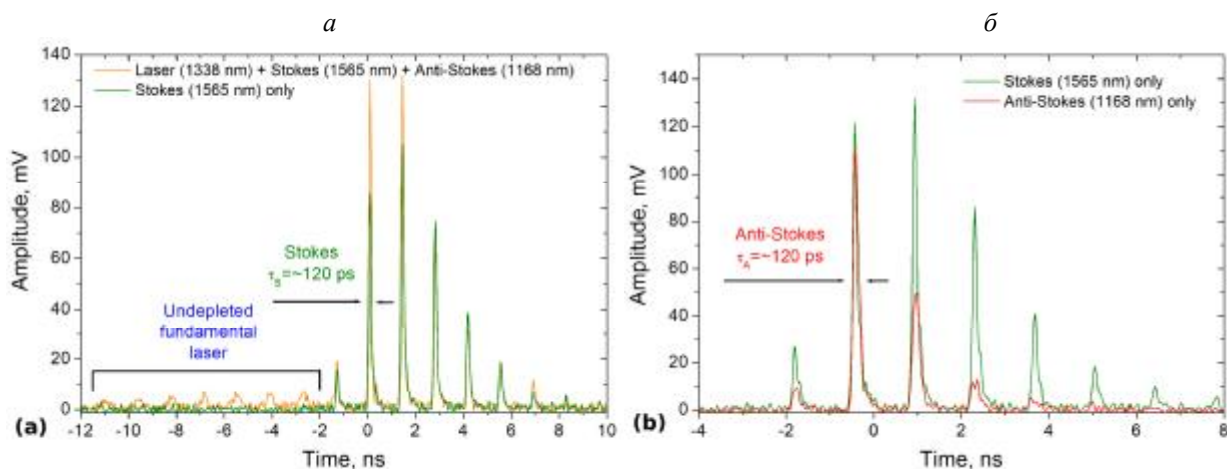 а
б
140
120
100
80
60
40
20
0
Amplitude, mV
Laser (1338 nm) + Stokes (1565 nm) + Anti-Stokes (1168 nm)
Stokes (1565 nm) only
Stokes
τS=~120 ps
Undepleted
fundamental
laser
(a)
-12 -10 -8 -6 -4 -2 0 2 4 6 8 10
Time, ns
140
120
100
80
60
40
20
0
Amplitude, mV
Stokes (1565 nm) only
Anti-Stokes (1168 nm) only
Anti-Stokes
τA=~120 ps
(b)
-4 -2 0 2 4 6 8
Time, ns